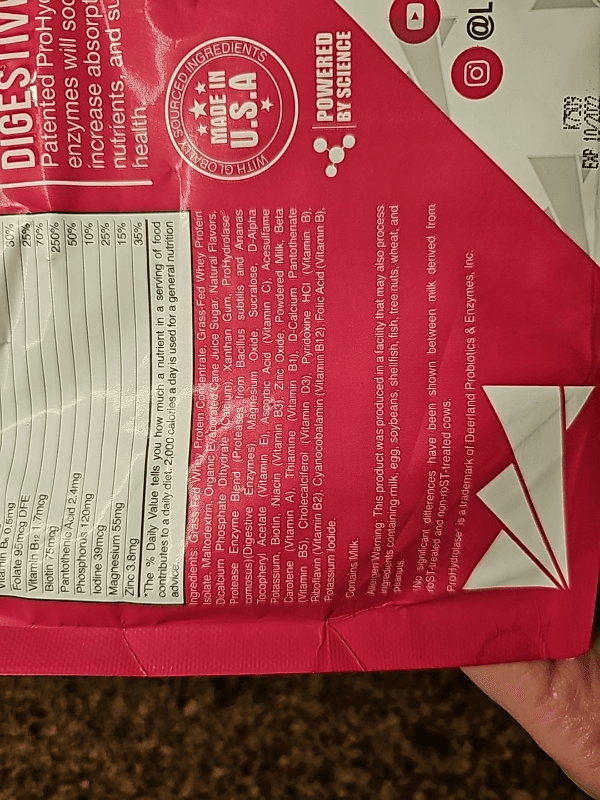 DIGESTIV
Patented ProHy
enzymes will
increase absorpt
nutrients, and su
health.
WITH GLOBALLY SOURCED INGREDIENTS
MADE IN
U.S.A
POWERED
BY SCIENCE
@L
K7509
EXP 10/2022
30%
Folate 95mcg DFE 25%
Vitamin B12 1.7mcg 70%
Biotin 75mcg 250%
Pantothenic Acid 2.4mg 50%
Phosphorus 120mg 10%
Iodine 39mcg 25%
Magnesium 55mg 15%
Zinc 3.8mg 35%
*The % Daily Value tells you how much a nutrient in a serving of food
contributes to a daily diet. 2,000 calories a day is used for a general nutrition
advice.
Ingredients: Grass-Fed Whey Protein Concentrate, Grass-Fed Whey Protein
Isolate, Maltodextrin, Organic Evaporated Cane Juice Sugar, Natural Flavors,
Dicalcium Phosphate Dihydrate (Calcium), Xanthan Gum, ProHydrolase
Protease Enzyme Blend (Proteases from Bacillus subtilis and Ananas
comosus)(Digestive Enzymes), Magnesium Oxide, Sucralose, D-Alpha
Tocopheryl Acetate (Vitamin E), Ascorbic Acid (Vitamin C), Acesulfame
Potassium, Biotin, Niacin (Vitamin B3), Zinc Oxide, Powdered Milk, Beta
Carotene (Vitamin A), Thiamine (Vitamin B1), D-Calcium Pantothenate
(Vitamin B5), Cholecalciferol (Vitamin D3), Pyridoxine HCl (Vitamin B),
Riboflavin (Vitamin B2), Cyanocobalamin (Vitamin B12), Folic Acid (Vitamin B),
Potassium Iodide.
Contains Milk.
Allergen Warning: This product was produced in a facility that may also process
ingredients containing milk, egg, soybeans, shellfish, fish, tree nuts, wheat, and
peanuts.
No significant differences have been shown between milk derived from
rbST-treated and non-rbST-treated cows.
ProHydrolase is a trademark of Deerland Probiotics & Enzymes, Inc.